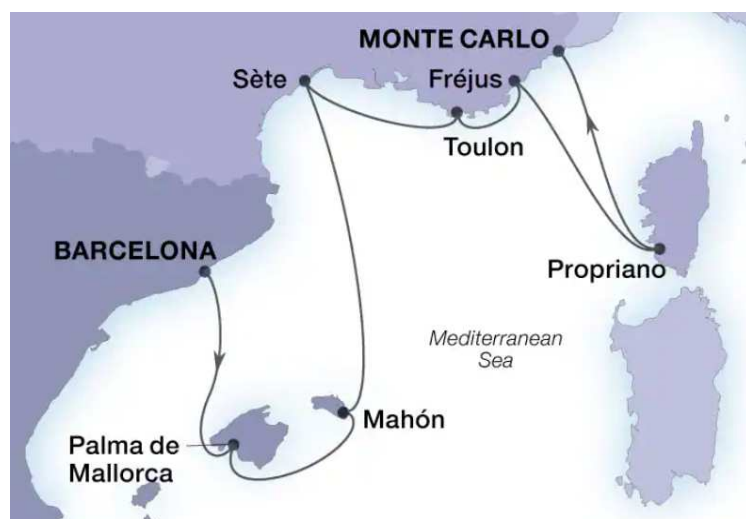 MONTE CARLO
Sète
Fréjus
Toulon
BARCELONA
Propriano
Mediterranean
Sea
Mahón
Palma de
Mallorca